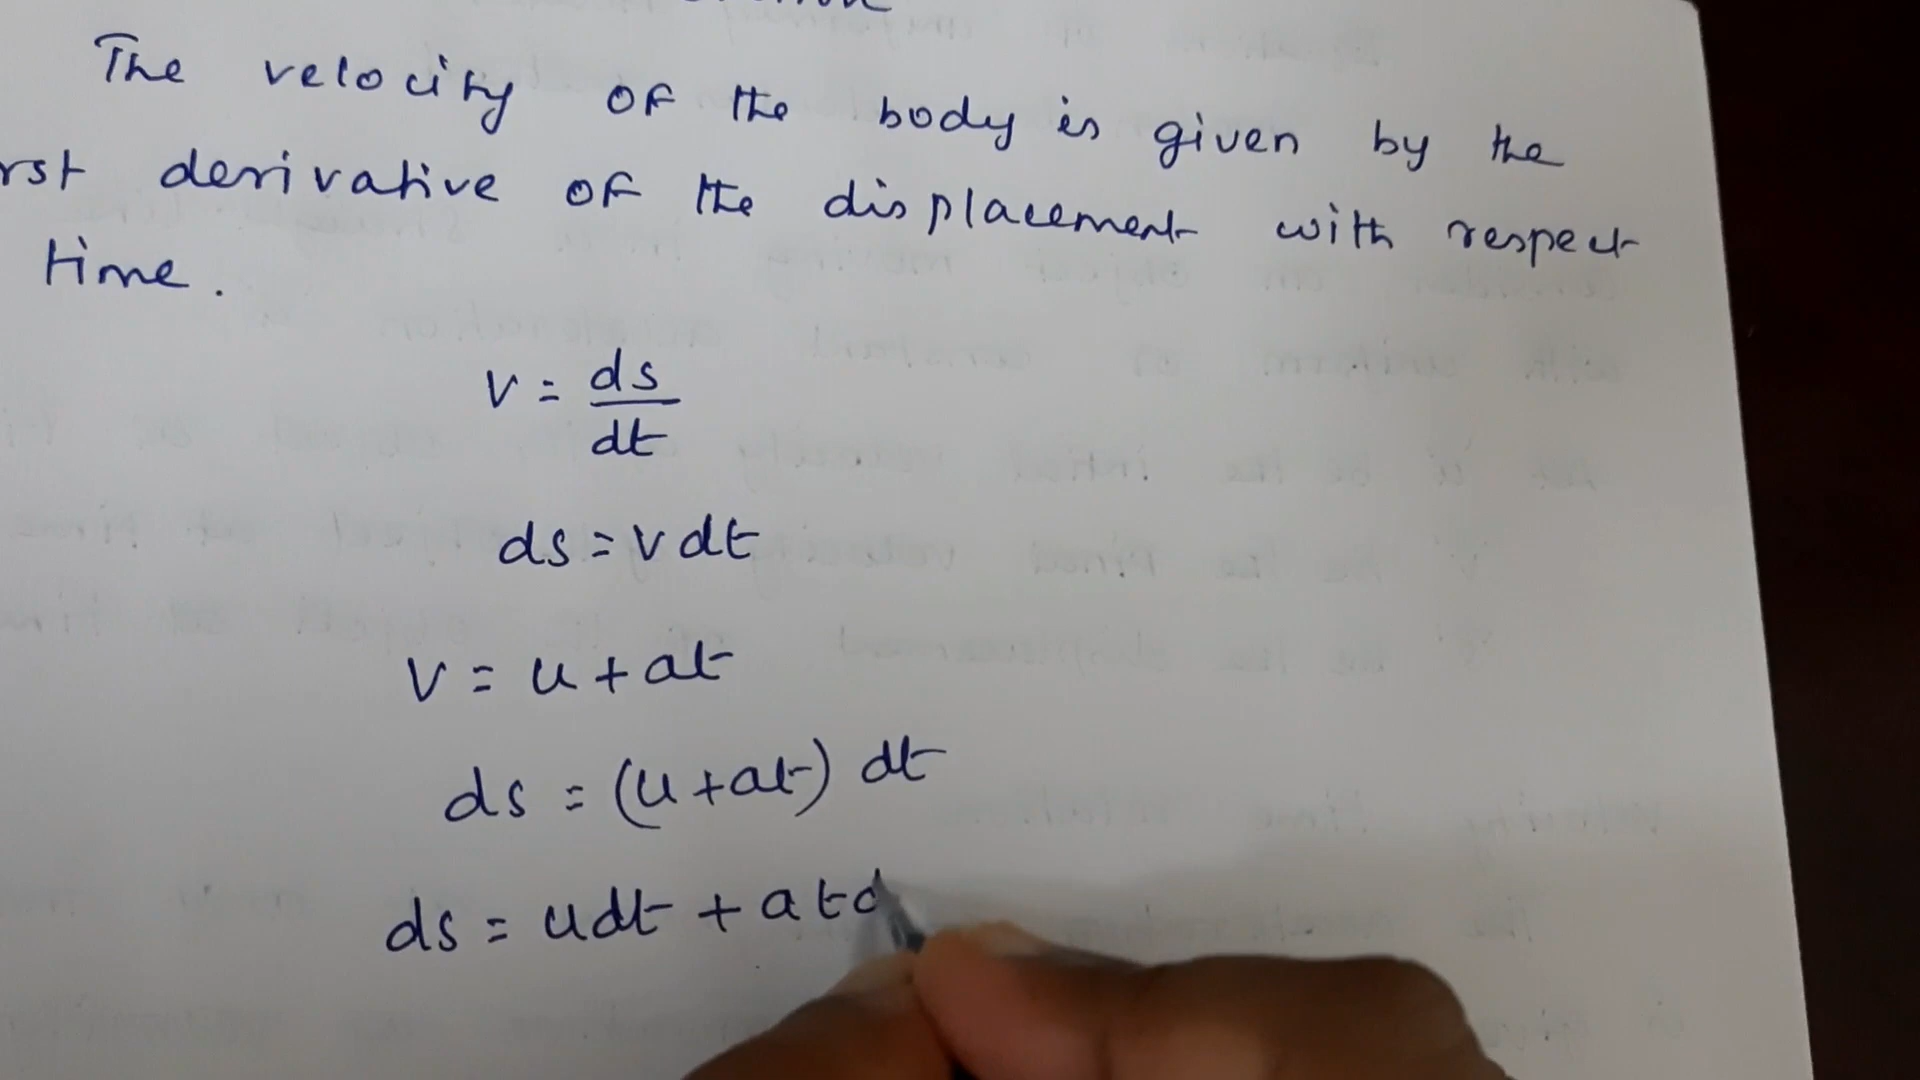 The velocity of the body is given by the
rst derivative of the displacement with respect
time.
v = ds/dt
ds = v dt
v = u + at
ds = (u + at) dt
ds = udt + a td